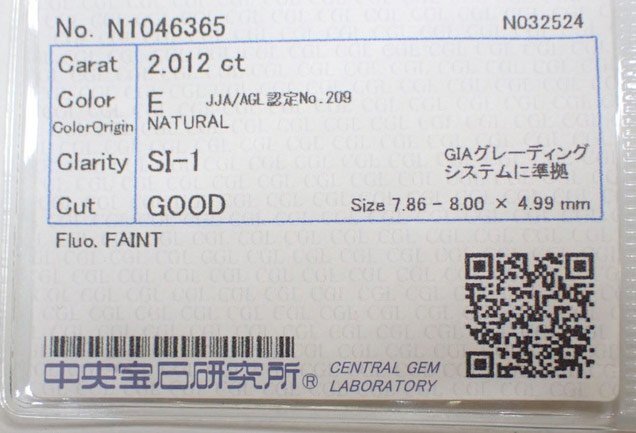 No. N1046365 N032524
Carat 2.012 ct
Color E JJA/AGL認定No.209
ColorOrigin NATURAL
Clarity SI-1 GIAグレーディング
システムに準拠
Cut GOOD Size 7.86 - 8.00 × 4.99 mm
Fluo. FAINT
中央宝石研究所® CENTRAL GEM
LABORATORY